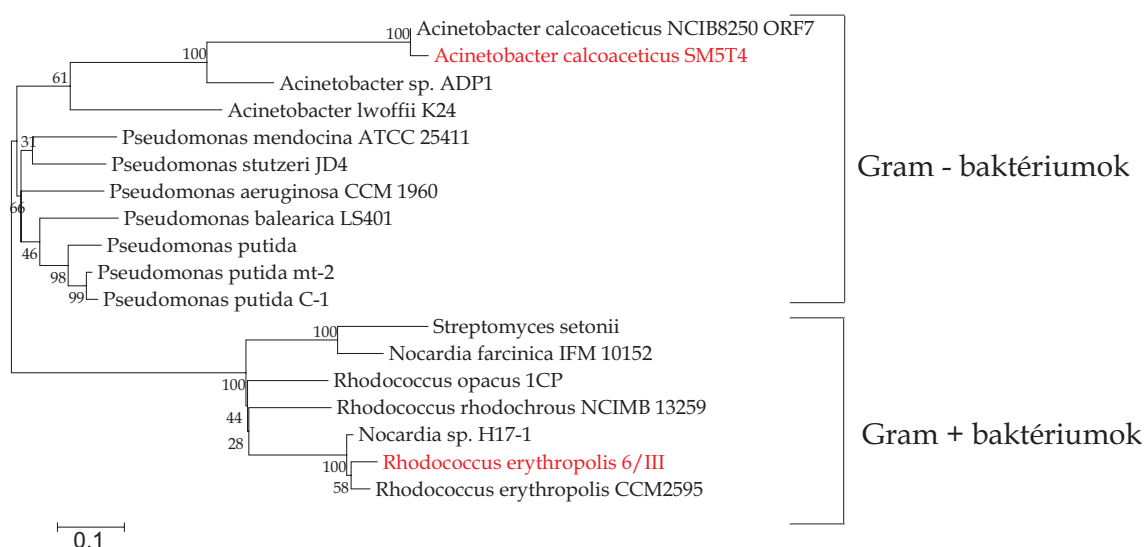 Acinetobacter calcoaceticus NCIB8250 ORF7
100
Acinetobacter calcoaceticus SM5T4
100
Acinetobacter sp. ADP1
61
Acinetobacter lwoffii K24
Pseudomonas mendocina ATCC 25411
31
Pseudomonas stutzeri JD4
Gram - baktériumok
Pseudomonas aeruginosa CCM 1960
66
Pseudomonas balearica LS401
46
Pseudomonas putida
98
Pseudomonas putida mt-2
99
Pseudomonas putida C-1
Streptomyces setonii
100
Nocardia farcinica IFM 10152
Rhodococcus opacus 1CP
100
Rhodococcus rhodochrous NCIMB 13259
44
Nocardia sp. H17-1
28
Gram + baktériumok
Rhodococcus erythropolis 6/III
100
Rhodococcus erythropolis CCM2595
58
0.1